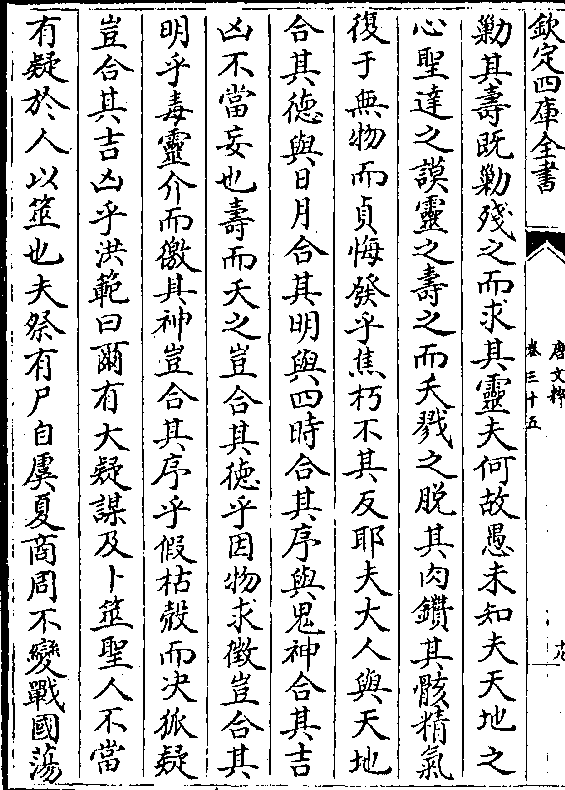 欽定四庫全書
唐文粹
卷三十五
勦其壽既勦殘之而求其靈夫何故愚未知夫天地之
心聖達之謨靈之壽之而夭戮之脫其肉鑽其骸精氣
復于無物而貞悔發乎焦朽不其反耶夫大人與天地
合其徳與日月合其明與四時合其序與鬼神合其吉
凶不當妄也壽而夭之豈合其徳乎因物求徵豈合其
明乎毒靈介而徼其神豈合其序乎假枯殻而決狐疑
豈合其吉凶乎洪範曰爾有大疑謀及卜筮聖人不當
有疑於人以筮也夫祭有尸自虞夏商周不變戰國蕩